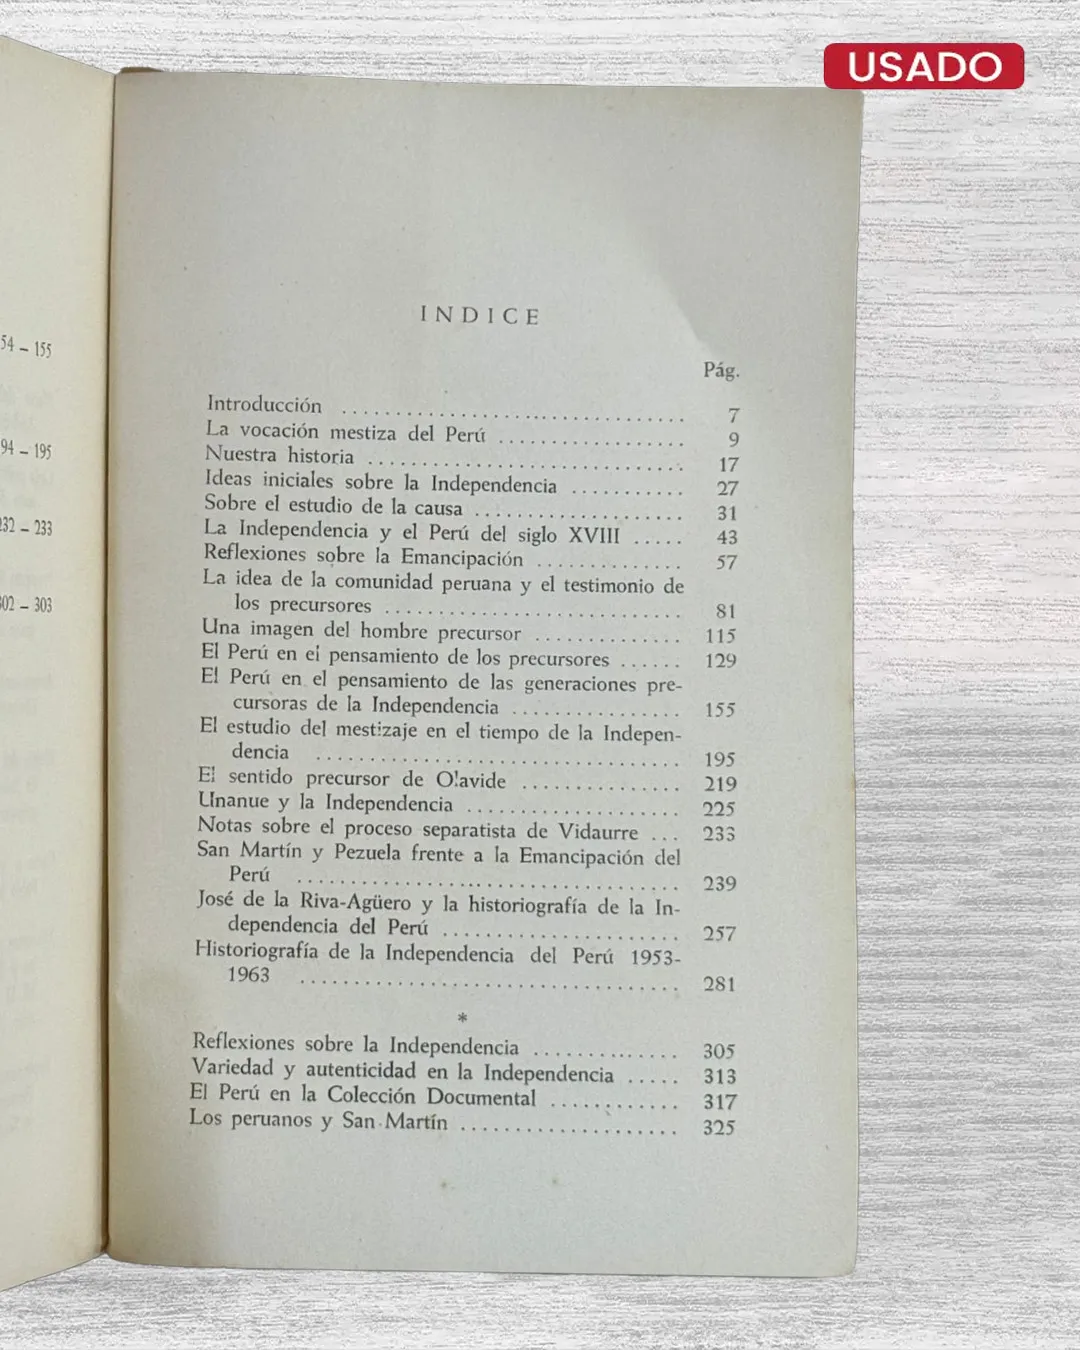 USADO
54 – 155
94 – 195
232 – 233
302 – 303
INDICE
Pág.
Introducción ........................................ 7
La vocación mestiza del Perú .................. 9
Nuestra historia .............................. 17
Ideas iniciales sobre la Independencia ........... 27
Sobre el estudio de la causa .................... 31
La Independencia y el Perú del siglo XVIII ..... 43
Reflexiones sobre la Emancipación .............. 57
La idea de la comunidad peruana y el testimonio de
los precursores ............................ 81
Una imagen del hombre precursor .............. 115
El Perú en el pensamiento de los precursores ...... 129
El Perú en el pensamiento de las generaciones pre-
cursoras de la Independencia ................ 155
El estudio del mestizaje en el tiempo de la Indepen-
dencia .................................. 195
El sentido precursor de Olavide ............... 219
Unanue y la Independencia .................... 225
Notas sobre el proceso separatista de Vidaurre ... 233
San Martín y Pezuela frente a la Emancipación del
Perú .................................... 239
José de la Riva-Agüero y la historiografía de la In-
dependencia del Perú ...................... 257
Historiografía de la Independencia del Perú 1953-
1963 .................................... 281
*
Reflexiones sobre la Independencia .............. 305
Variedad y autenticidad en la Independencia ..... 313
El Perú en la Colección Documental ............ 317
Los peruanos y San Martín .................... 325